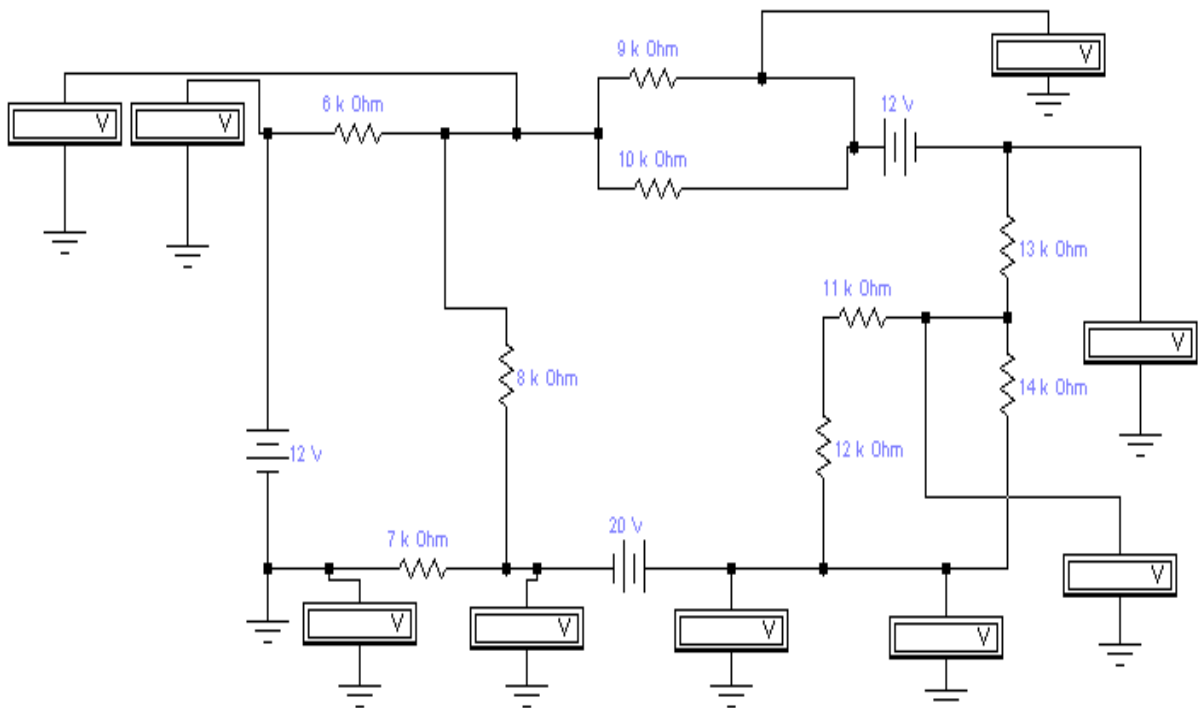 9 k Ohm
V
6 k Ohm
12 V
V
V
10 k Ohm
13 k Ohm
11 k Ohm
V
8 k Ohm
14 k Ohm
12 V
12 k Ohm
20 V
7 k Ohm
V
V
V
V
V